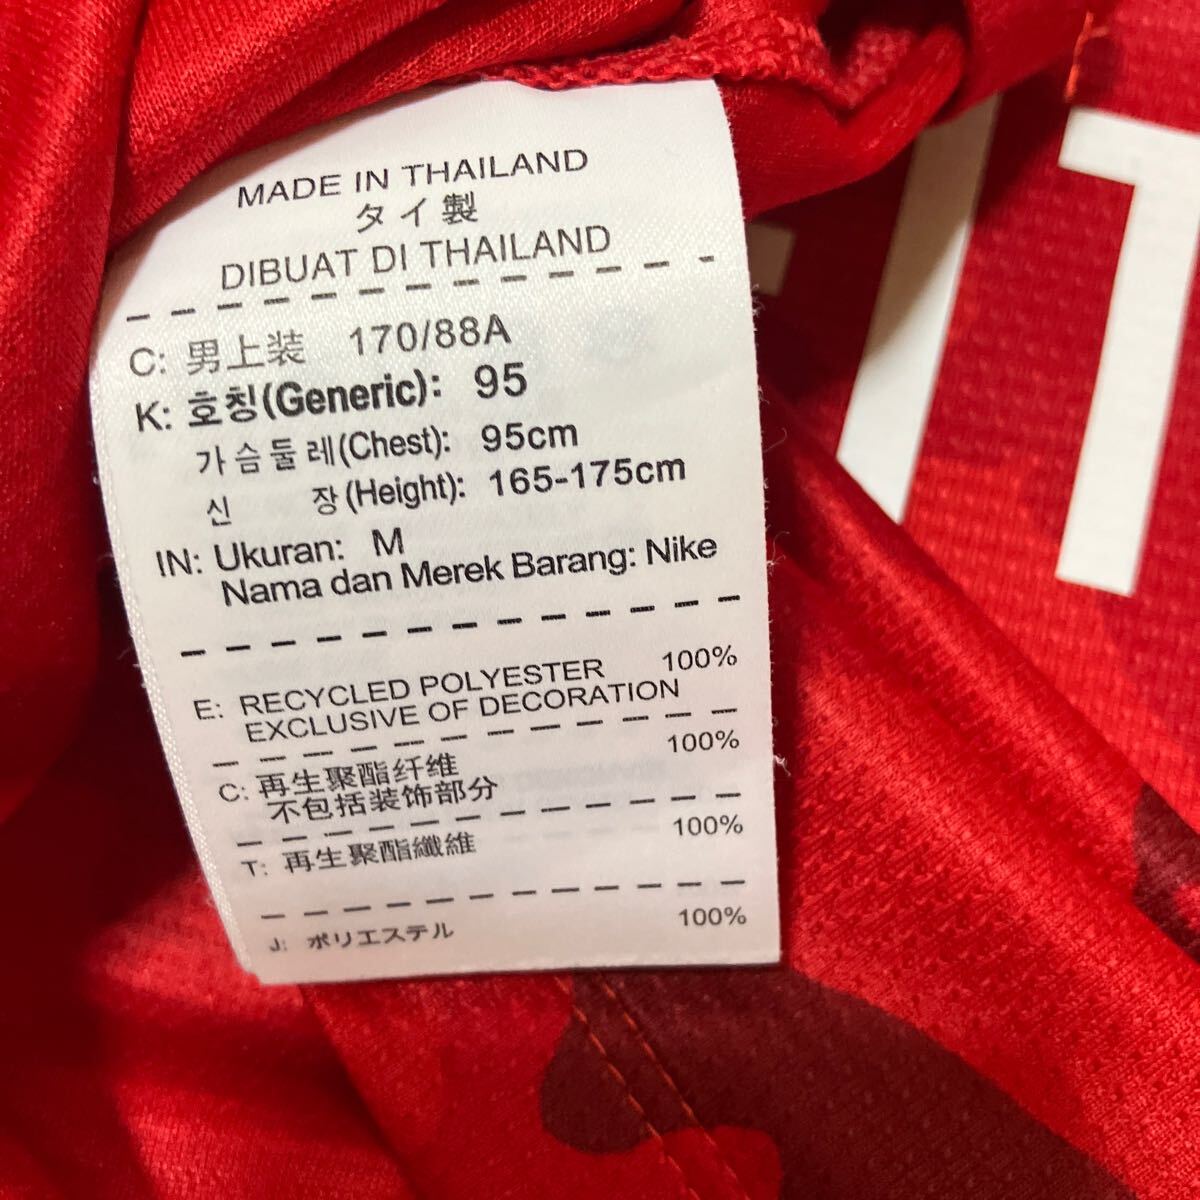 MADE IN THAILAND
タイ製
DIBUAT DI THAILAND
C: 男上装 170/88A
K: 호칭(Generic): 95
가슴둘레(Chest): 95cm
신 장(Height): 165-175cm
IN: Ukuran: M
Nama dan Merek Barang: Nike
E: RECYCLED POLYESTER 100%
EXCLUSIVE OF DECORATION
C: 再生聚酯纤维 100%
不包括装饰部分
T: 再生聚酯纖維 100%
J: ポリエステル 100%